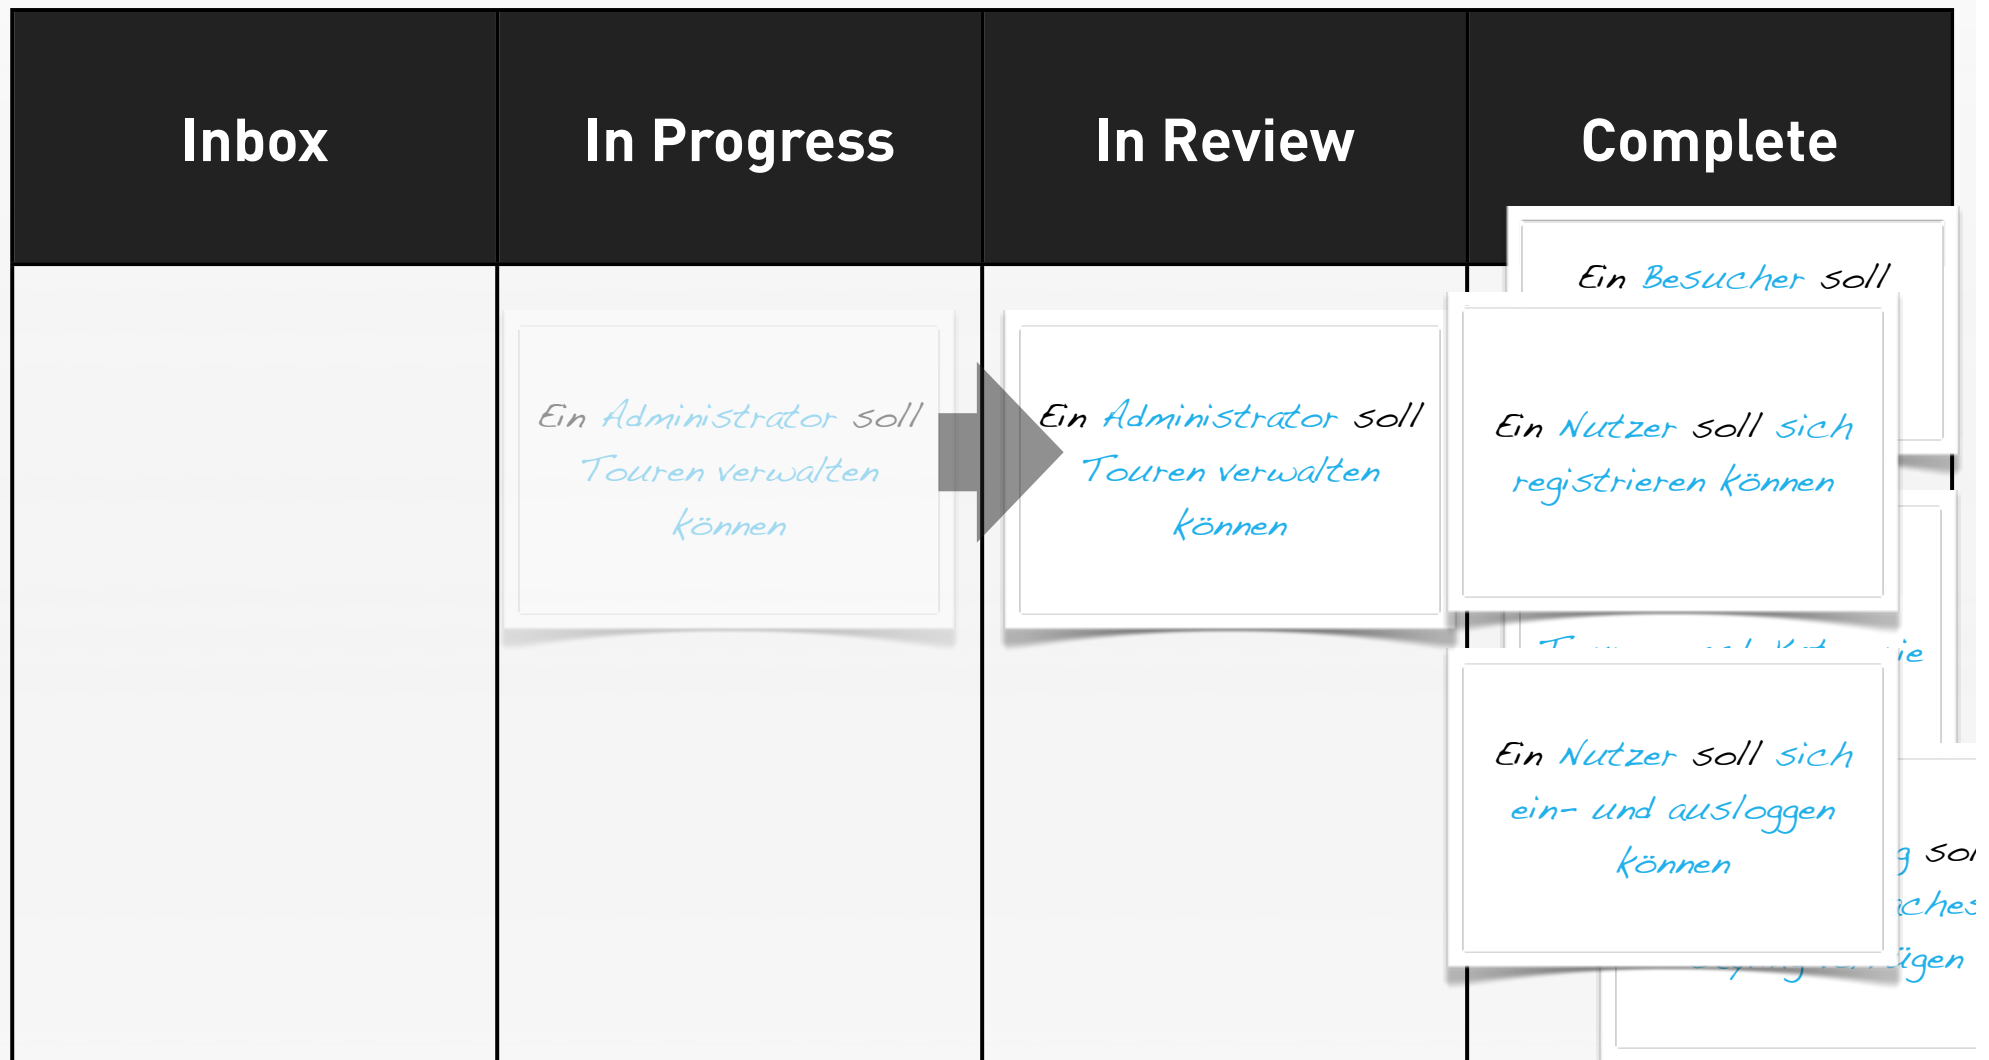 Inbox
In Progress
In Review
Complete
Ein Administrator soll
Touren verwalten
können
Ein Administrator soll
Touren verwalten
können
Ein Besucher soll
Ein Nutzer soll sich
registrieren können
Ein Nutzer soll sich
ein- und ausloggen
können